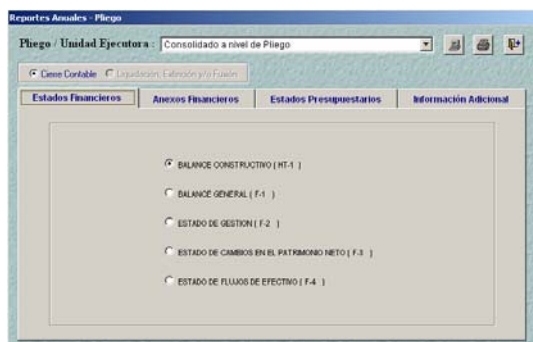 Reportes Anuales - Pliego
Pliego / Unidad Ejecutora : Consolidado a nivel de Pliego
Cierre Contable Liquidación, Extinción y/o Fusión
Estados Financieros Anexos Financieros Estados Presupuestarios Información Adicional
BALANCE CONSTRUCTIVO ( HT-1 )
BALANCE GENERAL ( F-1 )
ESTADO DE GESTION ( F-2 )
ESTADO DE CAMBIOS EN EL PATRIMONIO NETO ( F-3 )
ESTADO DE FLUJOS DE EFECTIVO ( F-4 )